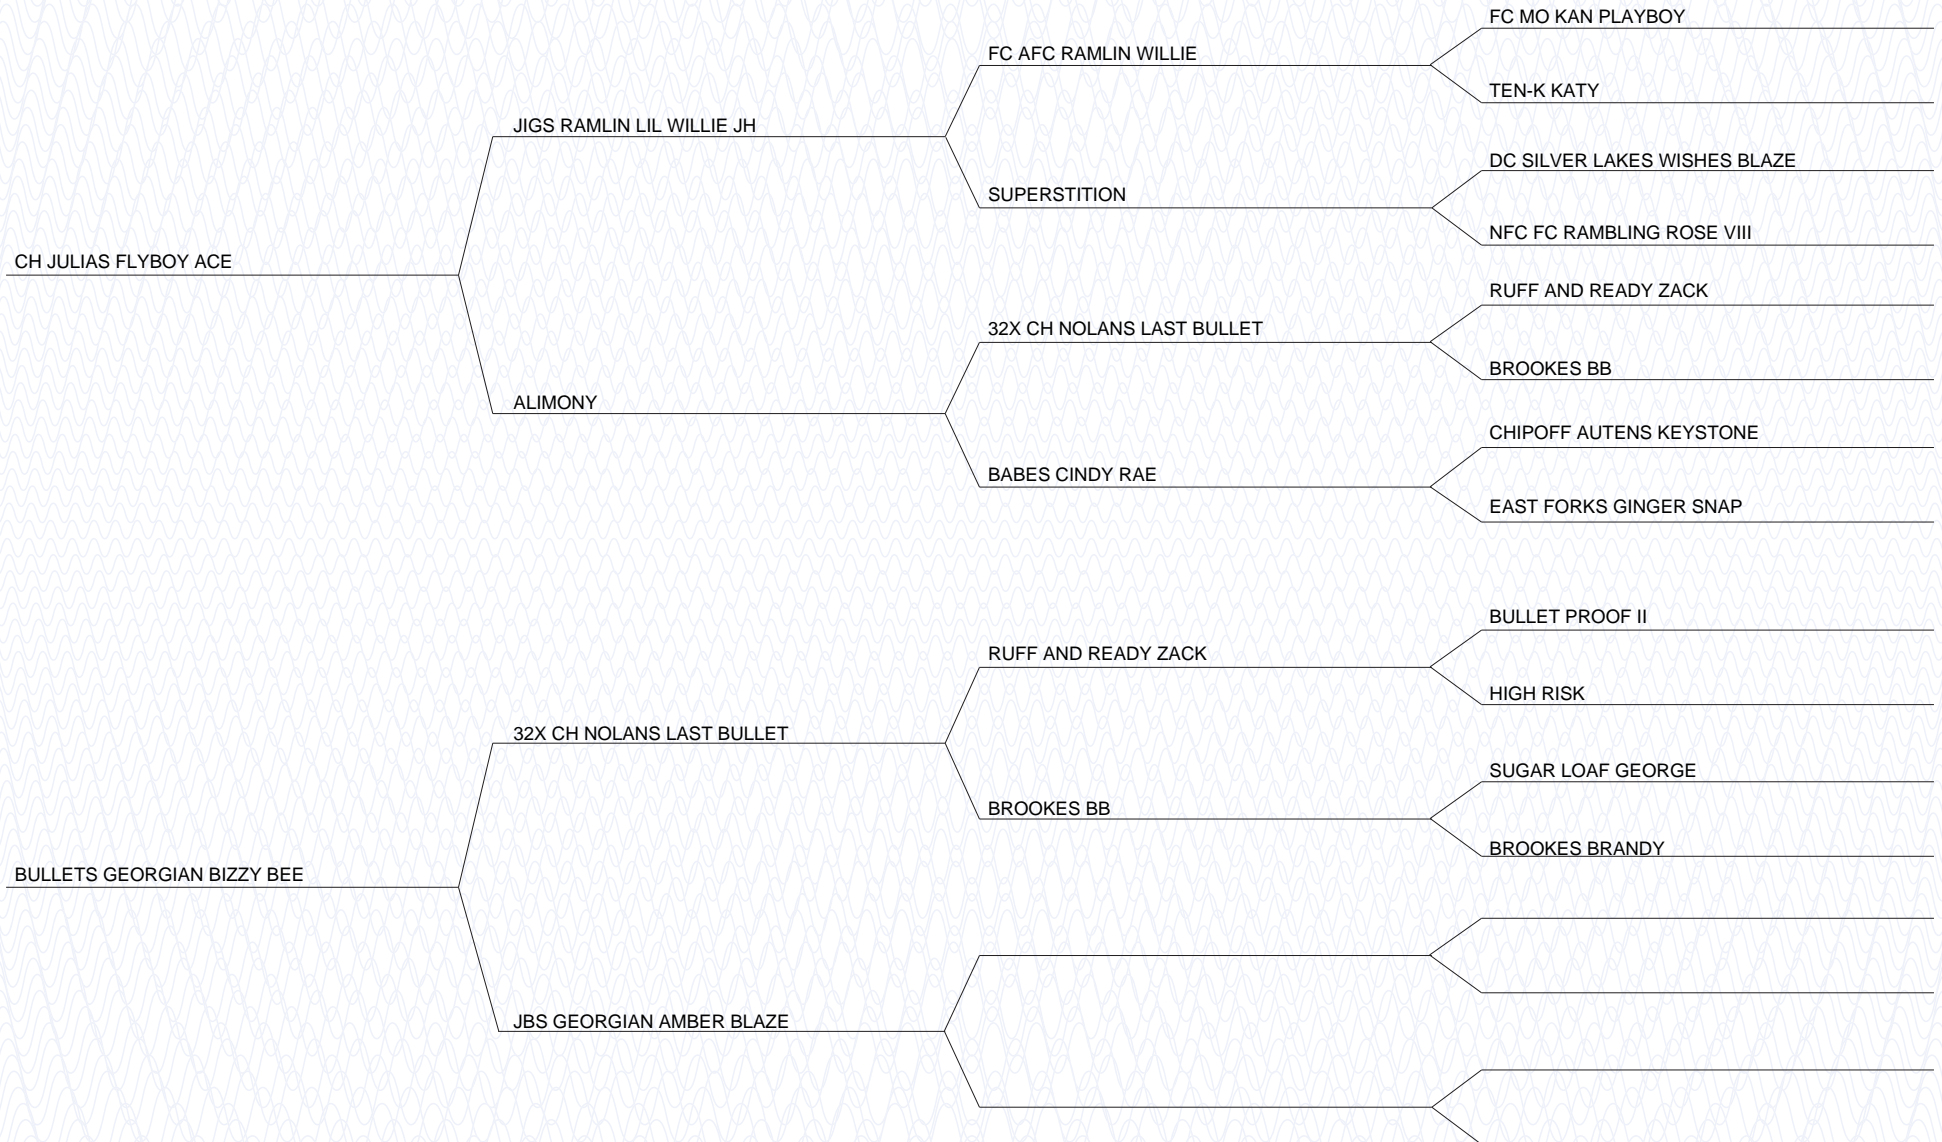 FC MO KAN PLAYBOY
FC AFC RAMLIN WILLIE
TEN-K KATY
JIGS RAMLIN LIL WILLIE JH
DC SILVER LAKES WISHES BLAZE
SUPERSTITION
NFC FC RAMBLING ROSE VIII
CH JULIAS FLYBOY ACE
RUFF AND READY ZACK
32X CH NOLANS LAST BULLET
BROOKES BB
ALIMONY
CHIPOFF AUTENS KEYSTONE
BABES CINDY RAE
EAST FORKS GINGER SNAP
BULLET PROOF II
RUFF AND READY ZACK
HIGH RISK
32X CH NOLANS LAST BULLET
SUGAR LOAF GEORGE
BROOKES BB
BROOKES BRANDY
BULLETS GEORGIAN BIZZY BEE
JBS GEORGIAN AMBER BLAZE